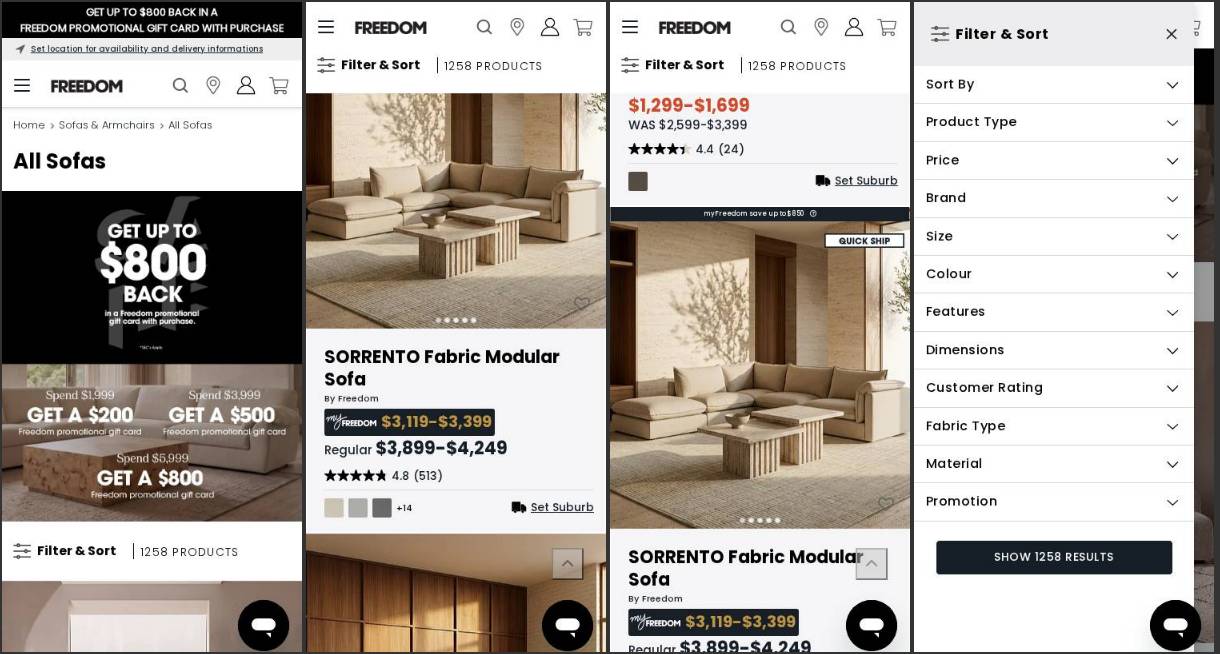 GET UP TO $800 BACK IN A
FREEDOM PROMOTIONAL GIFT CARD WITH PURCHASE
Set location for availability and delivery informations
FREEDOM
Home > Sofas & Armchairs > All Sofas
All Sofas
GET UP TO
$800
BACK
in a Freedom promotional
gift card with purchase.
Spend $1,999
GET A $200
Freedom promotional gift card
Spend $3,999
GET A $500
Freedom promotional gift card
Spend $5,999
GET A $800
Freedom promotional gift card
Filter & Sort
1258 PRODUCTS
FREEDOM
Filter & Sort
1258 PRODUCTS
SORRENTO Fabric Modular
Sofa
By Freedom
my FREEDOM $3,119-$3,399
Regular $3,899-$4,249
4.8 (513)
+14
Set Suburb
FREEDOM
Filter & Sort
1258 PRODUCTS
$1,299-$1,699
WAS $2,599-$3,399
4.4 (24)
Set Suburb
myFreedom save up to $850
QUICK SHIP
SORRENTO Fabric Modular
Sofa
By Freedom
my FREEDOM $3,119-$3,399
Regular $3,899-$4,249
Filter & Sort
Sort By
Product Type
Price
Brand
Size
Colour
Features
Dimensions
Customer Rating
Fabric Type
Material
Promotion
SHOW 1258 RESULTS